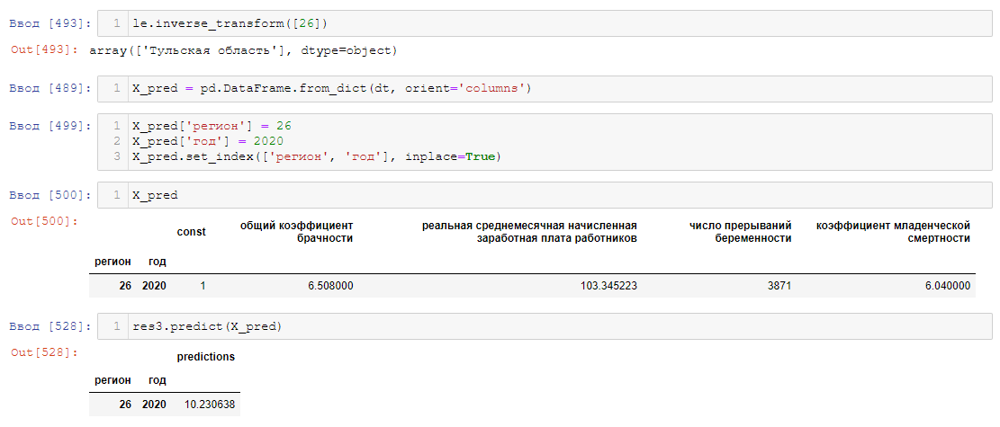 Ввод [493]: 1 le.inverse_transform([26])
Out[493]: array(['Тульская область'], dtype=object)
Ввод [489]: 1 X_pred = pd.DataFrame.from_dict(dt, orient='columns')
Ввод [499]: 1 X_pred['регион'] = 26
2 X_pred['год'] = 2020
3 X_pred.set_index(['регион', 'год'], inplace=True)
Ввод [500]: 1 X_pred
Out[500]:
const общий коэффициент реальная среднемесячная начисленная число прерываний коэффициент младенческой
брачности заработная плата работников беременности смертности
регион год
26 2020 1 6.508000 103.345223 3871 6.040000
Ввод [528]: 1 res3.predict(X_pred)
Out[528]:
predictions
регион год
26 2020 10.230638